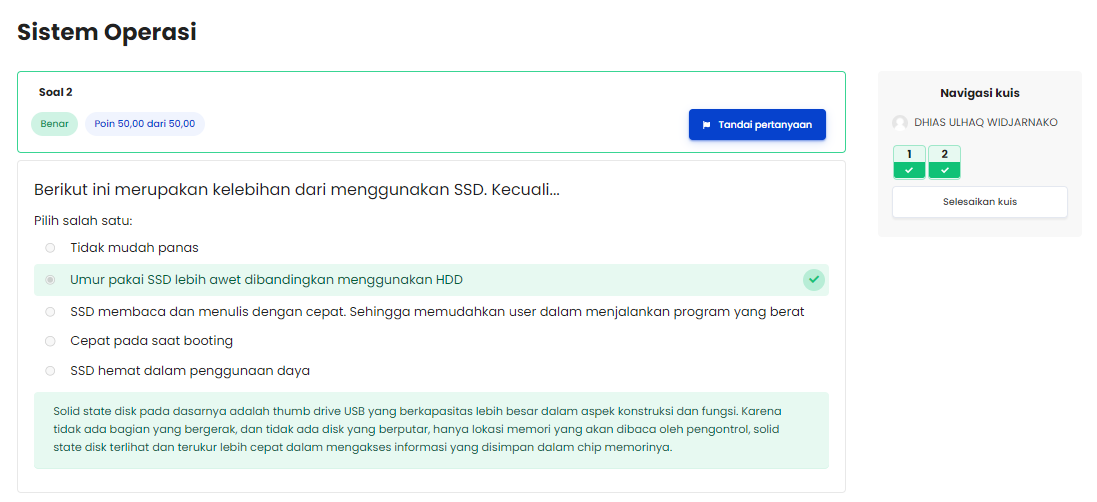 Sistem Operasi
Soal 2
Benar
Poin 50,00 dari 50,00
Tandai pertanyaan
Berikut ini merupakan kelebihan dari menggunakan SSD. Kecuali...
Pilih salah satu:
Tidak mudah panas
Umur pakai SSD lebih awet dibandingkan menggunakan HDD
SSD membaca dan menulis dengan cepat. Sehingga memudahkan user dalam menjalankan program yang berat
Cepat pada saat booting
SSD hemat dalam penggunaan daya
Solid state disk pada dasarnya adalah thumb drive USB yang berkapasitas lebih besar dalam aspek konstruksi dan fungsi. Karena
tidak ada bagian yang bergerak, dan tidak ada disk yang berputar, hanya lokasi memori yang akan dibaca oleh pengontrol, solid
state disk terlihat dan terukur lebih cepat dalam mengakses informasi yang disimpan dalam chip memorinya.
Navigasi kuis
DHIAS ULHAQ WIDJARNAKO
1 2
Selesaikan kuis